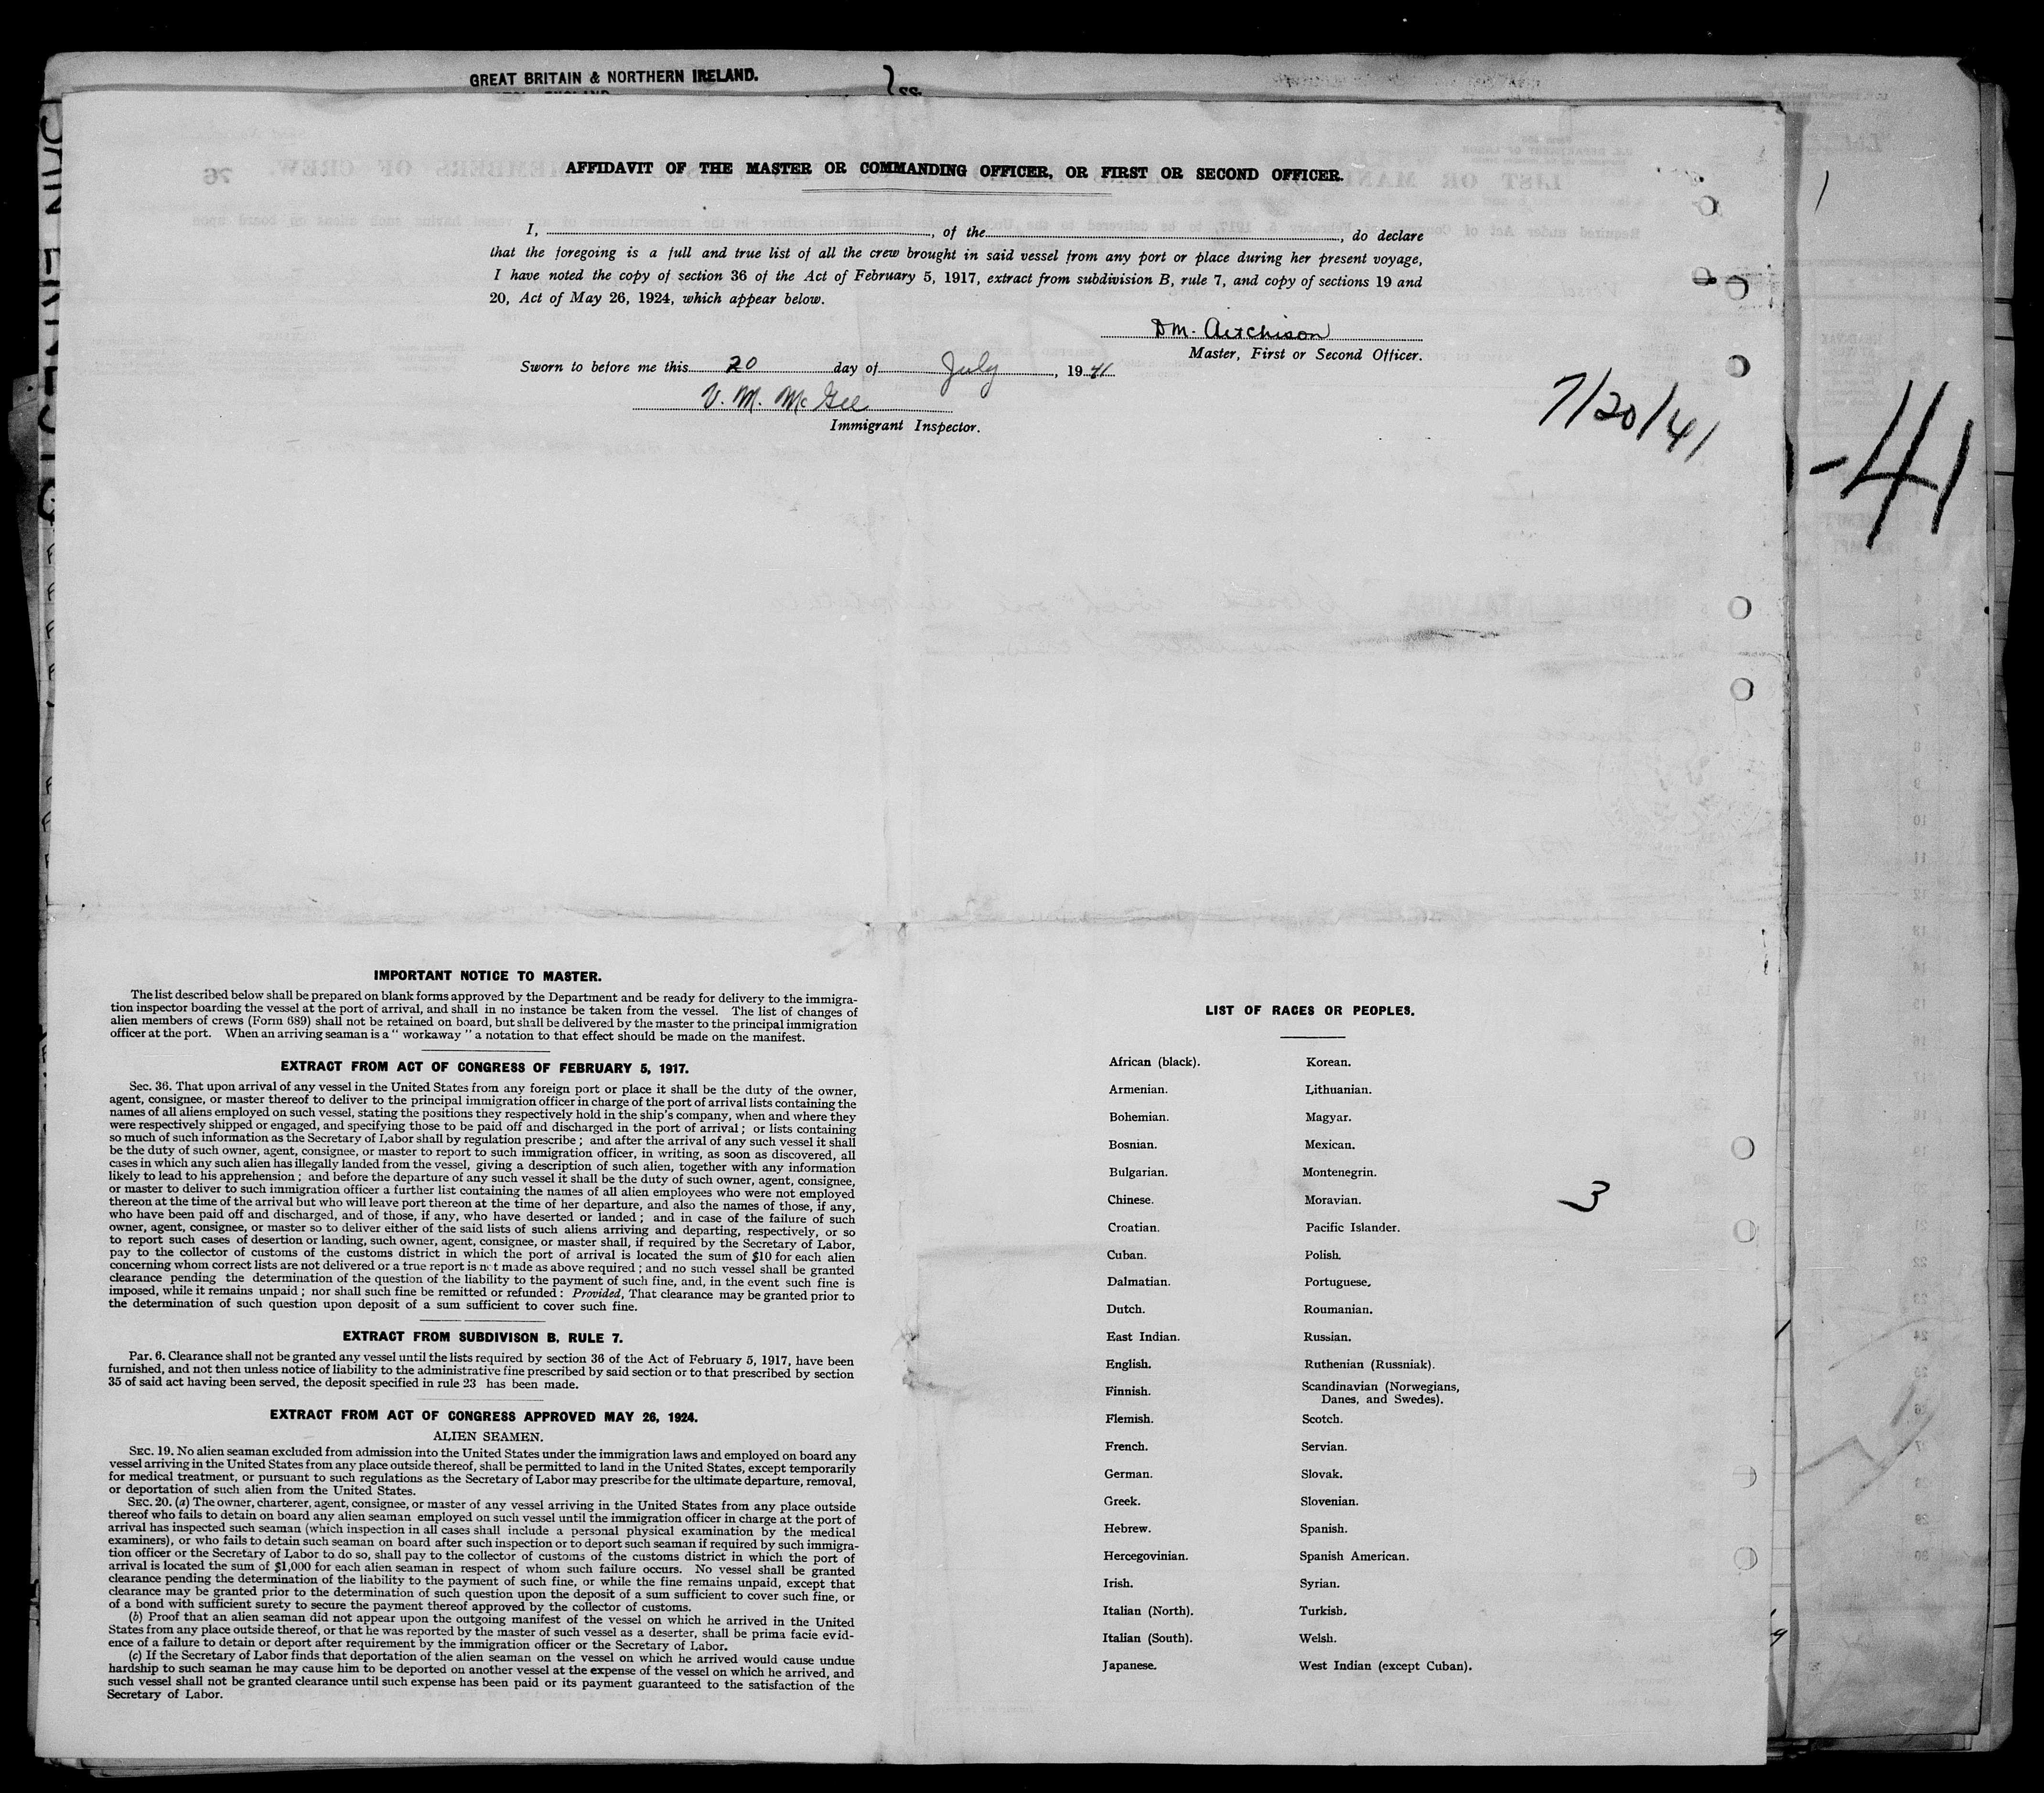 GREAT BRITAIN & NORTHERN IRELAND.
AFFIDAVIT OF THE MASTER OR COMMANDING OFFICER, OR FIRST OR SECOND OFFICER.
I, , of the , do declare
that the foregoing is a full and true list of all the crew brought in said vessel from any port or place during her present voyage,
I have noted the copy of section 36 of the Act of February 5, 1917, extract from subdivision B, rule 7, and copy of sections 19 and
20, Act of May 26, 1924, which appear below.
DM. Aitchison
Master, First or Second Officer.
Sworn to before me this 20 day of July , 19 41
V. M. McGee
Immigrant Inspector.
7/20/41
-41
IMPORTANT NOTICE TO MASTER.
The list described below shall be prepared on blank forms approved by the Department and be ready for delivery to the immigra-
tion inspector boarding the vessel at the port of arrival, and shall in no instance be taken from the vessel. The list of changes of
alien members of crews (Form 689) shall not be retained on board, but shall be delivered by the master to the principal immigration
officer at the port. When an arriving seaman is a " workaway " a notation to that effect should be made on the manifest.
EXTRACT FROM ACT OF CONGRESS OF FEBRUARY 5, 1917.
SEC. 36. That upon arrival of any vessel in the United States from any foreign port or place it shall be the duty of the owner,
agent, consignee, or master thereof to deliver to the principal immigration officer in charge of the port of arrival lists containing the
names of all aliens employed on such vessel, stating the positions they respectively hold in the ship's company, when and where they
were respectively shipped or engaged, and specifying those to be paid off and discharged in the port of arrival ; or lists containing
so much of such information as the Secretary of Labor shall by regulation prescribe ; and after the arrival of any such vessel it shall
be the duty of such owner, agent, consignee, or master to report to such immigration officer, in writing, as soon as discovered, all
cases in which any such alien has illegally landed from the vessel, giving a description of such alien, together with any information
likely to lead to his apprehension ; and before the departure of any such vessel it shall be the duty of such owner, agent, consignee,
or master to deliver to such immigration officer a further list containing the names of all alien employees who were not employed
thereon at the time of the arrival but who will leave port thereon at the time of her departure, and also the names of those, if any,
who have been paid off and discharged, and of those, if any, who have deserted or landed ; and in case of the failure of such
owner, agent, consignee, or master so to deliver either of the said lists of such aliens arriving and departing, respectively, or so
to report such cases of desertion or landing, such owner, agent, consignee, or master shall, if required by the Secretary of Labor,
pay to the collector of customs of the customs district in which the port of arrival is located the sum of $10 for each alien
concerning whom correct lists are not delivered or a true report is not made as above required ; and no such vessel shall be granted
clearance pending the determination of the question of the liability to the payment of such fine, and, in the event such fine is
imposed, while it remains unpaid ; nor shall such fine be remitted or refunded : Provided, That clearance may be granted prior to
the determination of such question upon deposit of a sum sufficient to cover such fine.
EXTRACT FROM SUBDIVISON B, RULE 7.
Par. 6. Clearance shall not be granted any vessel until the lists required by section 36 of the Act of February 5, 1917, have been
furnished, and not then unless notice of liability to the administrative fine prescribed by said section or to that prescribed by section
35 of said act having been served, the deposit specified in rule 23 has been made.
EXTRACT FROM ACT OF CONGRESS APPROVED MAY 26, 1924.
ALIEN SEAMEN.
SEC. 19. No alien seaman excluded from admission into the United States under the immigration laws and employed on board any
vessel arriving in the United States from any place outside thereof, shall be permitted to land in the United States, except temporarily
for medical treatment, or pursuant to such regulations as the Secretary of Labor may prescribe for the ultimate departure, removal,
or deportation of such alien from the United States.
SEC. 20. (a) The owner, charterer, agent, consignee, or master of any vessel arriving in the United States from any place outside
thereof who fails to detain on board any alien seaman employed on such vessel until the immigration officer in charge at the port of
arrival has inspected such seaman (which inspection in all cases shall include a personal physical examination by the medical
examiners), or who fails to detain such seaman on board after such inspection or to deport such seaman if required by such immigra-
tion officer or the Secretary of Labor to do so, shall pay to the collector of customs of the customs district in which the port of
arrival is located the sum of $1,000 for each alien seaman in respect of whom such failure occurs. No vessel shall be granted
clearance pending the determination of the liability to the payment of such fine, or while the fine remains unpaid, except that
clearance may be granted prior to the determination of such question upon the deposit of a sum sufficient to cover such fine, or
of a bond with sufficient surety to secure the payment thereof approved by the collector of customs.
(b) Proof that an alien seaman did not appear upon the outgoing manifest of the vessel on which he arrived in the United
States from any place outside thereof, or that he was reported by the master of such vessel as a deserter, shall be prima facie evid-
ence of a failure to detain or deport after requirement by the immigration officer or the Secretary of Labor.
(c) If the Secretary of Labor finds that deportation of the alien seaman on the vessel on which he arrived would cause undue
hardship to such seaman he may cause him to be deported on another vessel at the expense of the vessel on which he arrived, and
such vessel shall not be granted clearance until such expense has been paid or its payment guaranteed to the satisfaction of the
Secretary of Labor.
LIST OF RACES OR PEOPLES.
African (black).
Armenian.
Bohemian.
Bosnian.
Bulgarian.
Chinese.
Croatian.
Cuban.
Dalmatian.
Dutch.
East Indian.
English.
Finnish.
Flemish.
French.
German.
Greek.
Hebrew.
Hercegovinian.
Irish.
Italian (North).
Italian (South).
Japanese.
Korean.
Lithuanian.
Magyar.
Mexican.
Montenegrin.
Moravian.
Pacific Islander.
Polish.
Portuguese.
Roumanian.
Russian.
Ruthenian (Russniak).
Scandinavian (Norwegians,
Danes, and Swedes).
Scotch.
Servian.
Slovak.
Slovenian.
Spanish.
Spanish American.
Syrian.
Turkish.
Welsh.
West Indian (except Cuban).
3